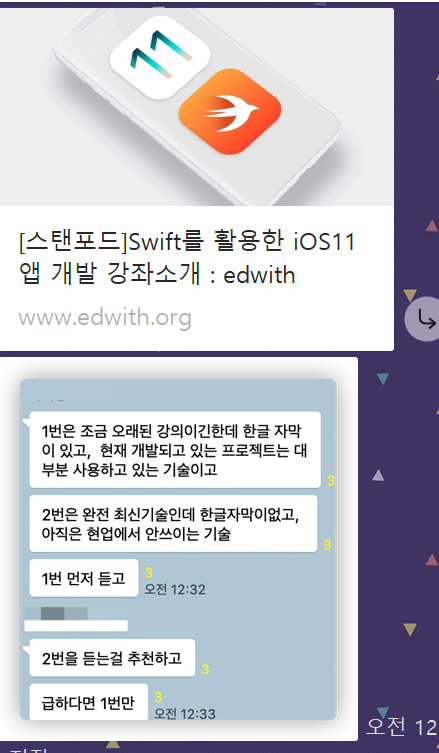 11
[스탠포드]Swift를 활용한 iOS11
앱 개발 강좌소개 : edwith
www.edwith.org
1번은 조금 오래된 강의이긴한데 한글 자막
이 있고, 현재 개발되고 있는 프로젝트는 대
부분 사용하고 있는 기술이고
3
2번은 완전 최신기술인데 한글자막이없고,
아직은 현업에서 안쓰이는 기술
3
1번 먼저 듣고
3
오전 12:32
2번을 듣는걸 추천하고
3
급하다면 1번만
3
오전 12:33
오전 12